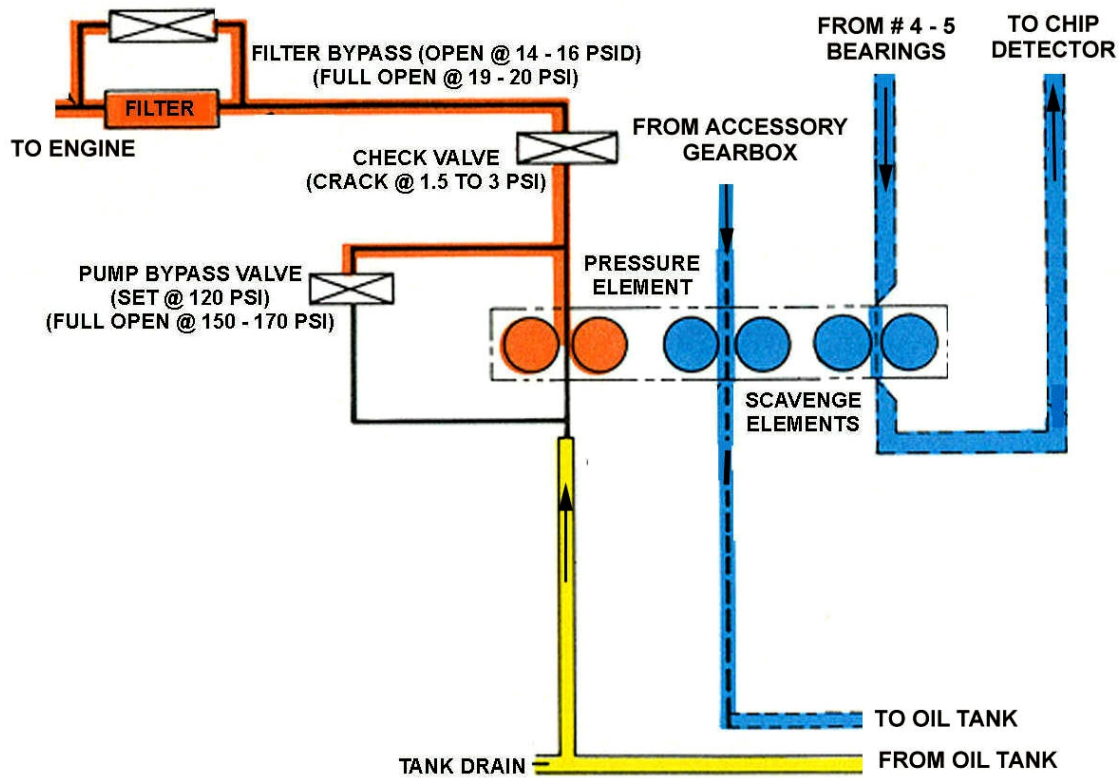 FROM # 4 - 5
BEARINGS
TO CHIP
DETECTOR
FILTER BYPASS (OPEN @ 14 - 16 PSID)
(FULL OPEN @ 19 - 20 PSI)
FILTER
TO ENGINE
FROM ACCESSORY
GEARBOX
CHECK VALVE
(CRACK @ 1.5 TO 3 PSI)
PUMP BYPASS VALVE
(SET @ 120 PSI)
(FULL OPEN @ 150 - 170 PSI)
PRESSURE
ELEMENT
SCAVENGE
ELEMENTS
TO OIL TANK
TANK DRAIN
FROM OIL TANK